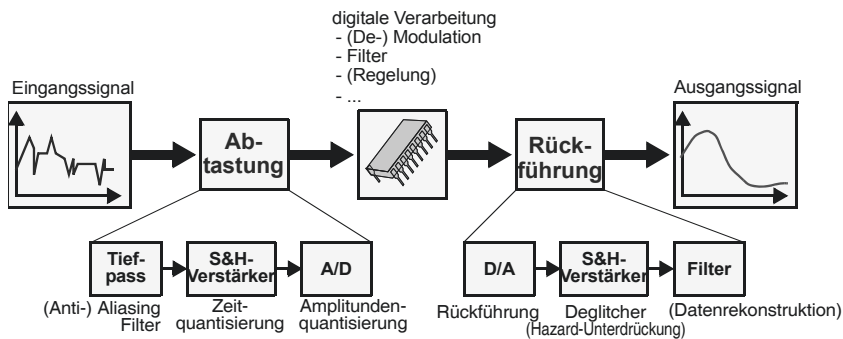 digitale Verarbeitung
- (De-) Modulation
- Filter
- (Regelung)
- ...
Eingangssignal
Ausgangssignal
Ab-
tastung
Rück-
führung
Tief-
pass
S&H-
Verstärker
A/D
D/A
S&H-
Verstärker
Filter
(Anti-) Aliasing
Filter
Zeit-
quantisierung
Amplitunden-
quantisierung
Rückführung
Deglitcher
(Hazard-Unterdrückung)
(Datenrekonstruktion)